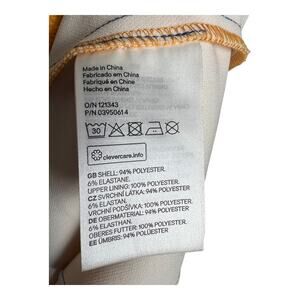 Made in China
Fabricado em China
Fabriqué en Chine
Hecho en China
O/N 121343
P/N 03950614
30
clevercare.info
GB SHELL: 94% POLYESTER.
6% ELASTANE.
UPPER LINING: 100% POLYESTER.
CZ SVRCHNÍ LÁTKA: 94% POLYESTER.
6% ELASTAN.
VRCHNÍ PODŠÍVKA: 100% POLYESTER.
DE OBERMATERIAL: 94% POLYESTER.
6% ELASTHAN.
OBERES FUTTER: 100% POLYESTER.
EE ÜMBRIS: 94% POLÜESTER